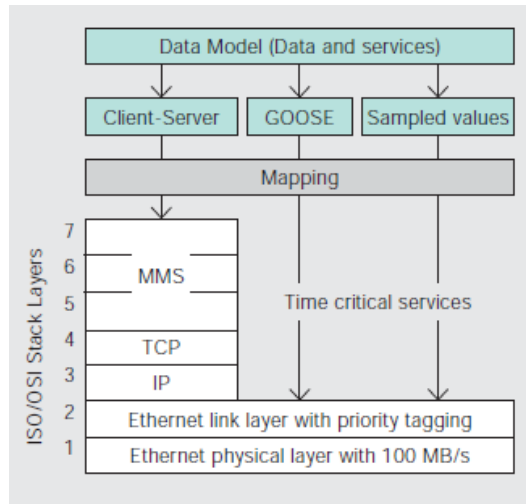 Data Model (Data and services)
Client-Server
GOOSE
Sampled values
Mapping
ISO/OSI Stack Layers
7
6
5
4
3
2
1
MMS
TCP
IP
Time critical services
Ethernet link layer with priority tagging
Ethernet physical layer with 100 MB/s